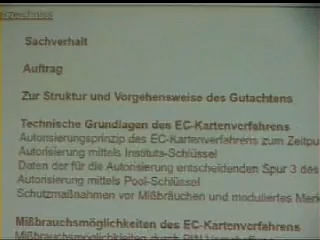 Sachverhalt
Auftrag
Zur Struktur und Vorgehensweise des Gutachtens
Technische Grundlagen des EC-Kartenverfahrens
Autorisierungsprinzip des EC-Kartenverfahrens zum Zeitpu
Autorisierung mittels Instituts-Schlüssel
Daten der für die Autorisierung entscheidenden Spur 3 des
Autorisierung mittels Pool-Schlüssel
Schutzmaßnahmen vor Mißbräuchen und moduliertes Merk
Mißbrauchsmöglichkeiten des EC-Kartenverfahrens